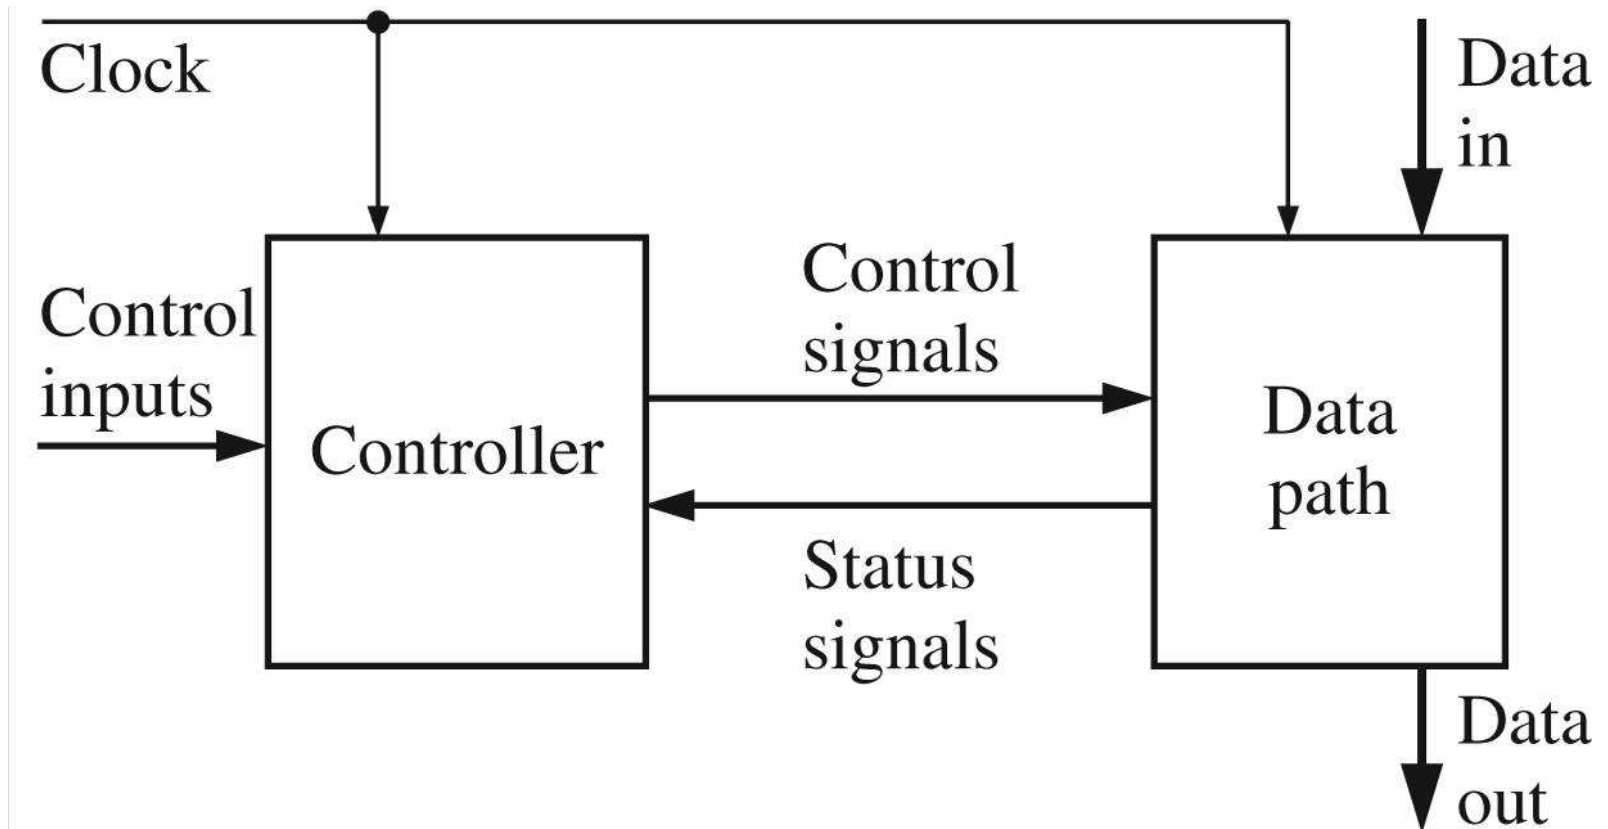 Clock
Data
in
Control
inputs
Controller
Control
signals
Status
signals
Data
path
Data
out